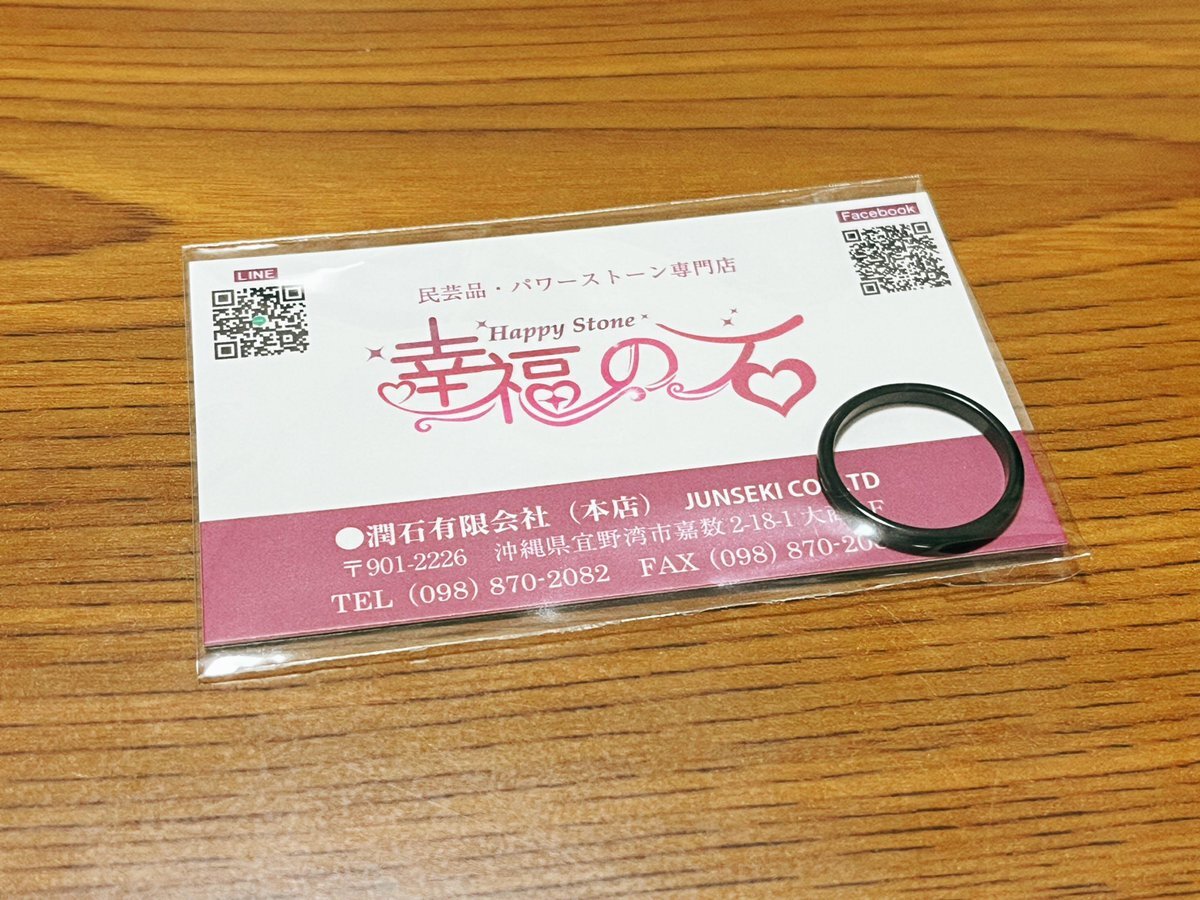 LINE
Facebook
民芸品・パワーストーン専門店
Happy Stone
幸福の石
●潤石有限会社（本店） JUNSEKI CO
〒901-2226 沖縄県宜野湾市嘉数 2-18-1
TEL (098) 870-2082 FAX (098)